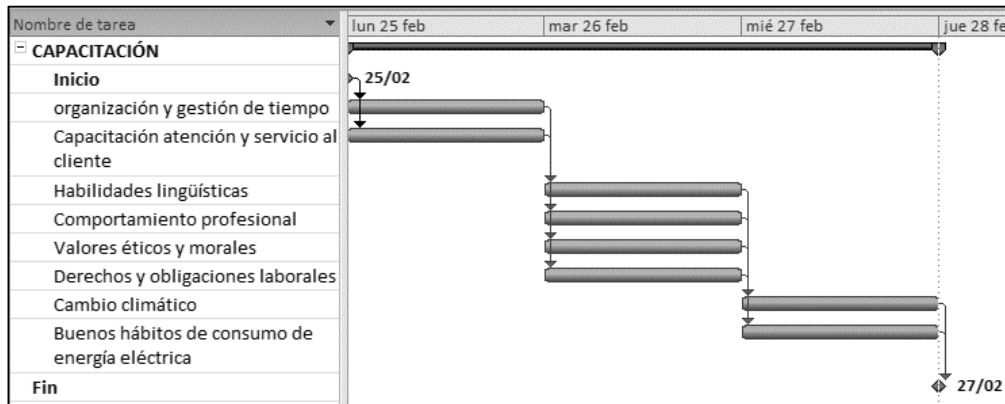 Nombre de tarea
lun 25 feb
mar 26 feb
mié 27 feb
jue 28 fe
CAPACITACIÓN
Inicio
25/02
organización y gestión de tiempo
Capacitación atención y servicio al
cliente
Habilidades lingüísticas
Comportamiento profesional
Valores éticos y morales
Derechos y obligaciones laborales
Cambio climático
Buenos hábitos de consumo de
energía eléctrica
Fin
27/02